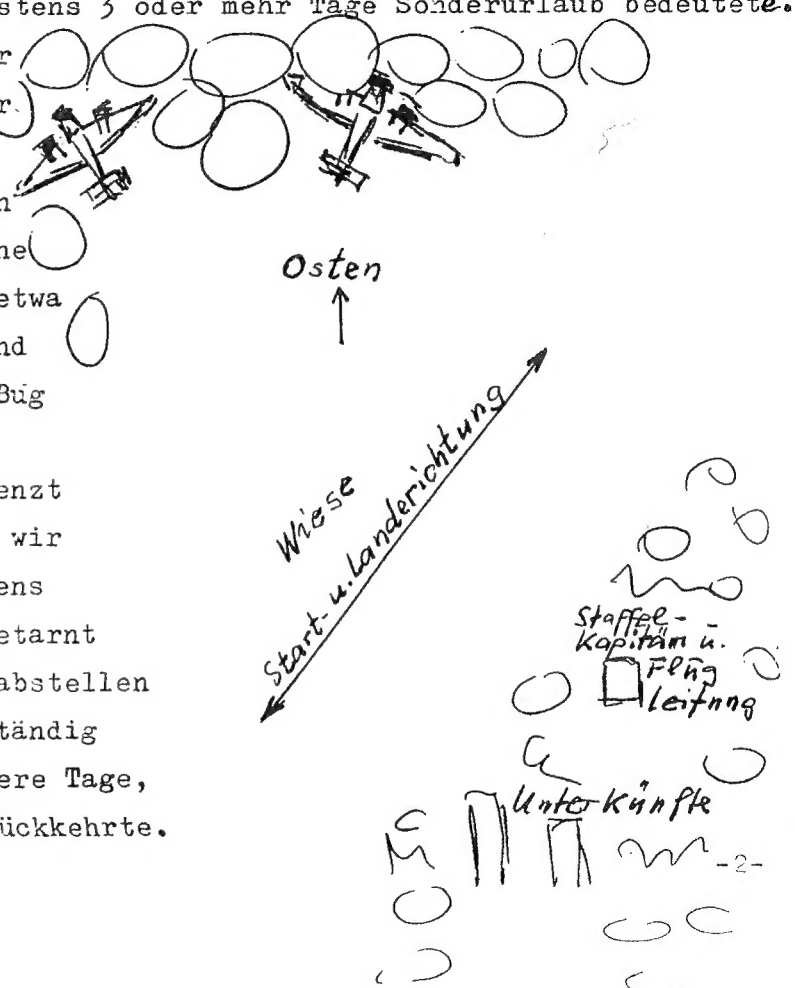 stens 3 oder mehr Tage Sonderurlaub bedeutete.
r
r.
n
ne
etwa
nd
Bug
enzt
wir
ens
etarnt
abstellen
tändig
ere Tage,
ückkehrte.
Osten
Wiese
Start- u. Landerichtung
Staffel-
Kapitän u.
Flug
Leitung
Unterkünfte
-2-